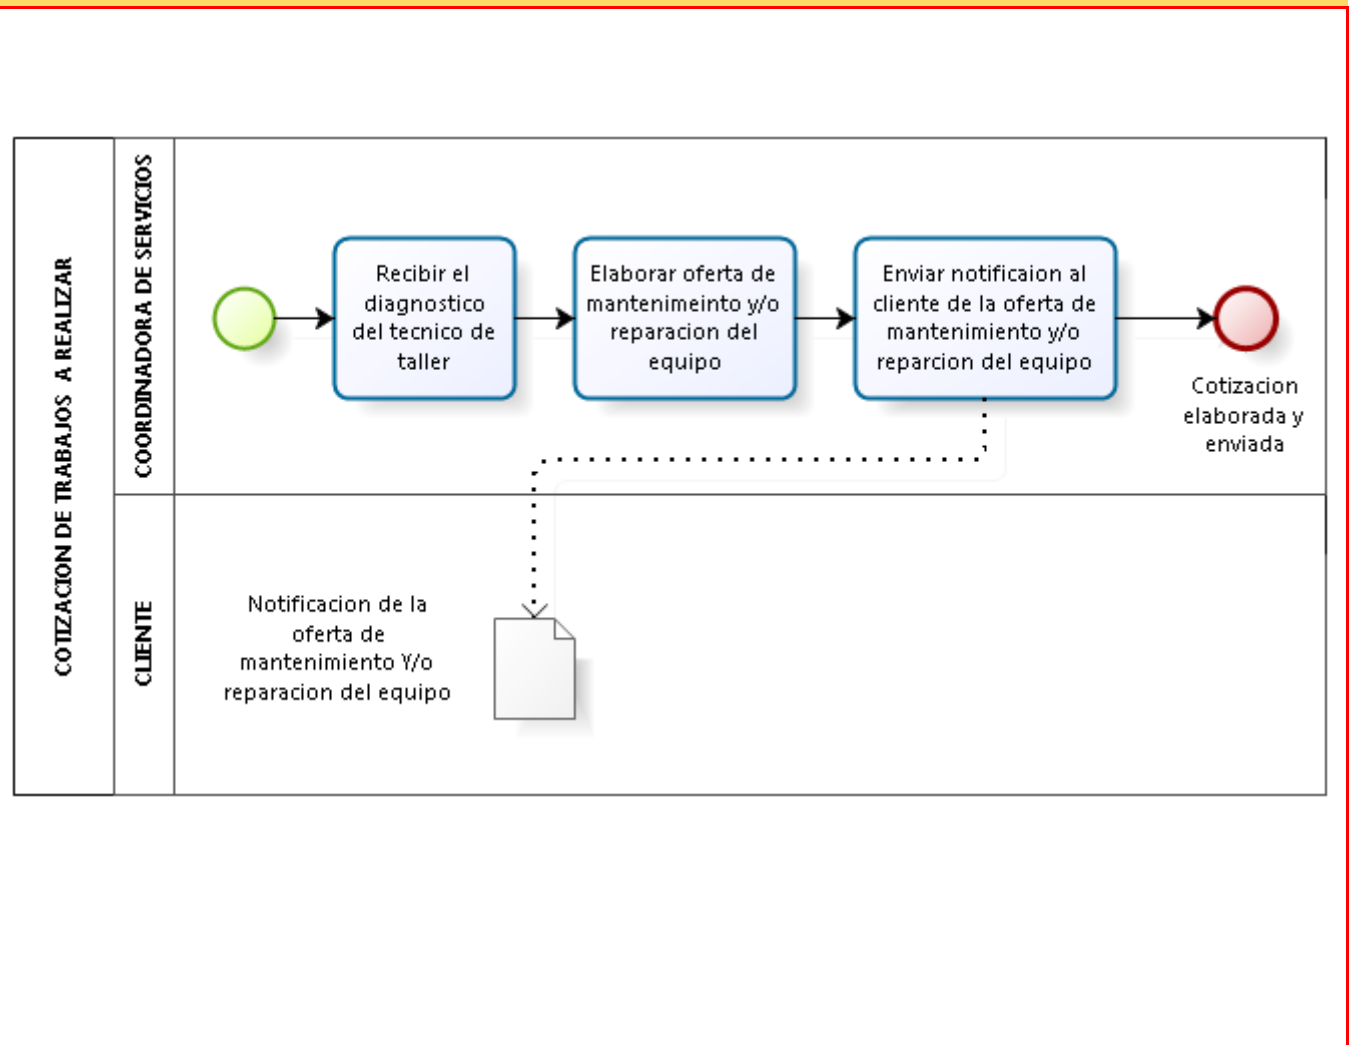 COTIZACION DE TRABAJOS  A REALIZAR
COORDINADORA DE SERVICIOS
Recibir el
diagnostico
del tecnico de
taller
Elaborar oferta de
mantenimeinto y/o
reparacion del
equipo
Enviar notificaion al
cliente de la oferta de
mantenimiento y/o
reparcion del equipo
Cotizacion
elaborada y
enviada
CLIENTE
Notificacion de la
oferta de
mantenimiento Y/o
reparacion del equipo